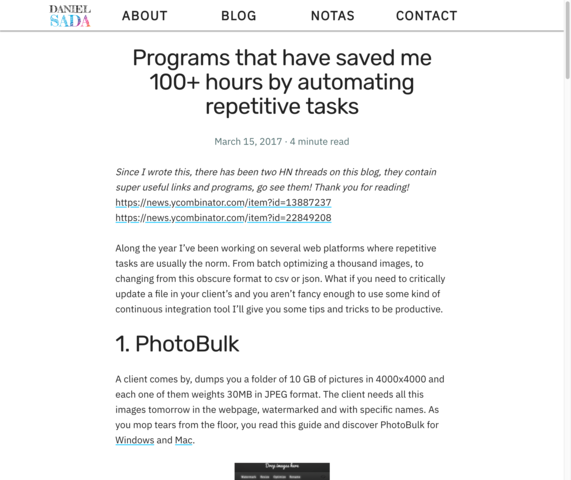 DANIEL
SADA
ABOUT
BLOG
NOTAS
CONTACT
Programs that have saved me
100+ hours by automating
repetitive tasks
March 15, 2017 · 4 minute read
Since I wrote this, there has been two HN threads on this blog, they contain
super useful links and programs, go see them! Thank you for reading!
https://news.ycombinator.com/item?id=13887237
https://news.ycombinator.com/item?id=22849208
Along the year I’ve been working on several web platforms where repetitive
tasks are usually the norm. From batch optimizing a thousand images, to
changing from this obscure format to csv or json. What if you need to critically
update a file in your client’s and you aren’t fancy enough to use some kind of
continuous integration tool I’ll give you some tips and tricks to be productive.
1. PhotoBulk
A client comes by, dumps you a folder of 10 GB of pictures in 4000x4000 and
each one of them weights 30MB in JPEG format. The client needs all this
images tomorrow in the webpage, watermarked and with specific names. As
you mop tears from the floor, you read this guide and discover PhotoBulk for
Windows and Mac.
Drop images here